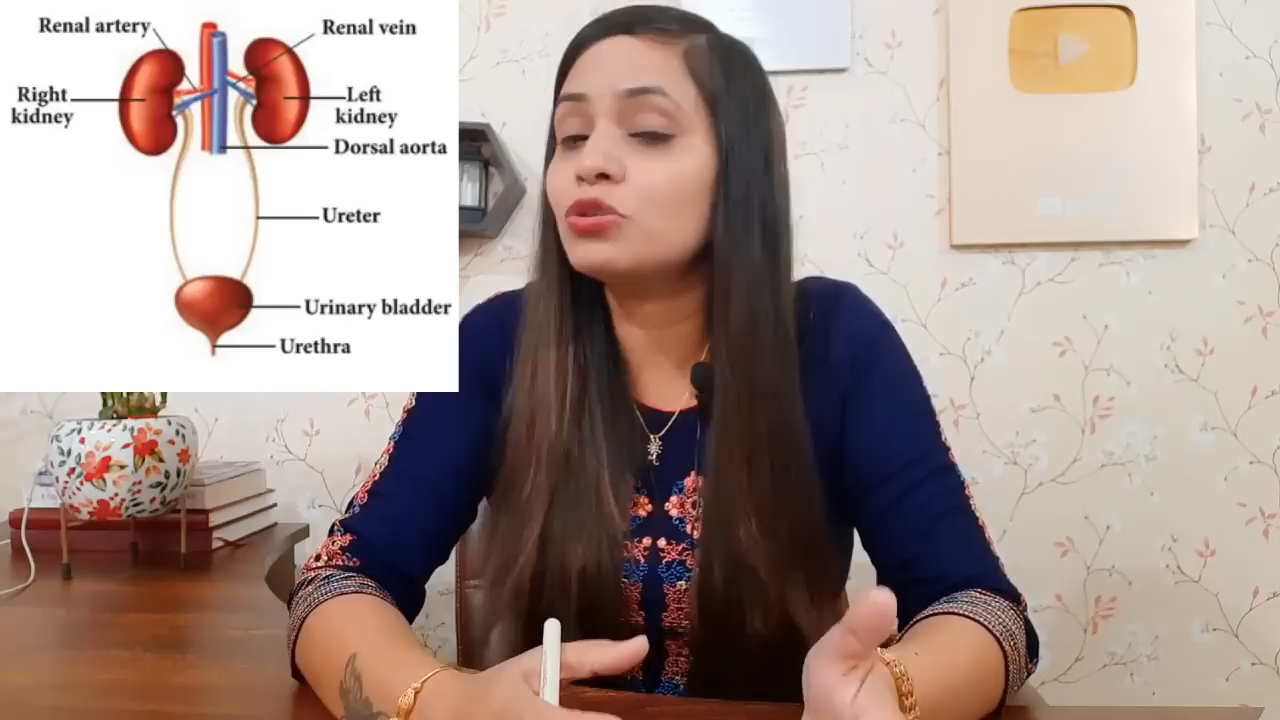 Renal artery
Renal vein
Right
kidney
Left
kidney
Dorsal aorta
Ureter
Urinary bladder
Urethra